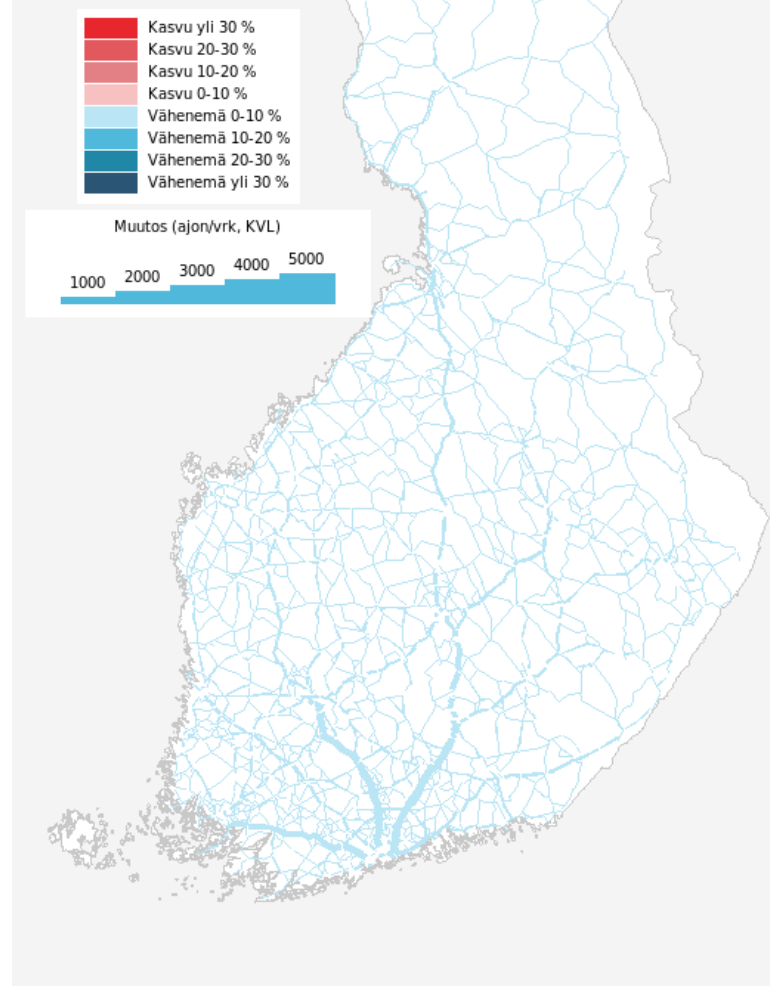 Kasvu yli 30 %
Kasvu 20-30 %
Kasvu 10-20 %
Kasvu 0-10 %
Vähenemä 0-10 %
Vähenemä 10-20 %
Vähenemä 20-30 %
Vähenemä yli 30 %
Muutos (ajon/vrk, KVL)
1000 2000 3000 4000 5000